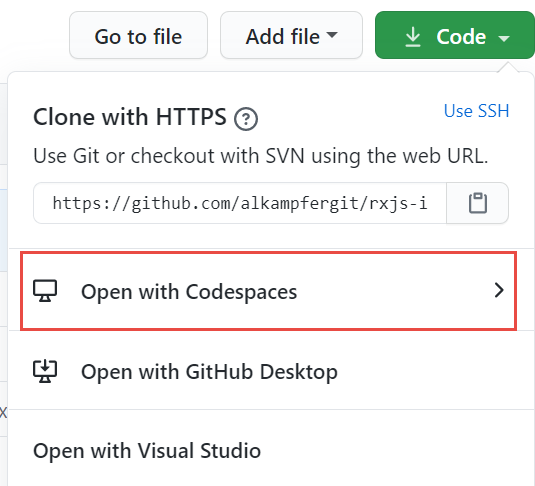 Go to file Add file Code
Clone with HTTPS Use SSH
Use Git or checkout with SVN using the web URL.
https://github.com/alkampfergit/rxjs-i
Open with Codespaces
Open with GitHub Desktop
x
Open with Visual Studio